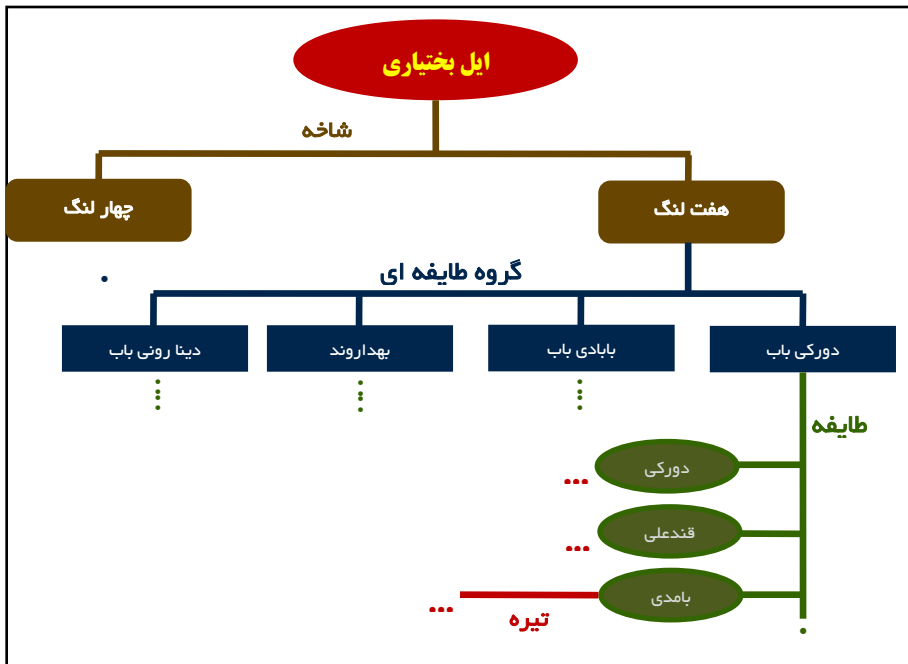 ایل بختیاری
شاخه
هفت لنگ
چهار لنگ
گروه طایفه ای
دورکی باب
بابادی باب
بهداروند
دینا رونی باب
طایفه
دورکی
...
قندعلی
...
بامدی
...
تیره